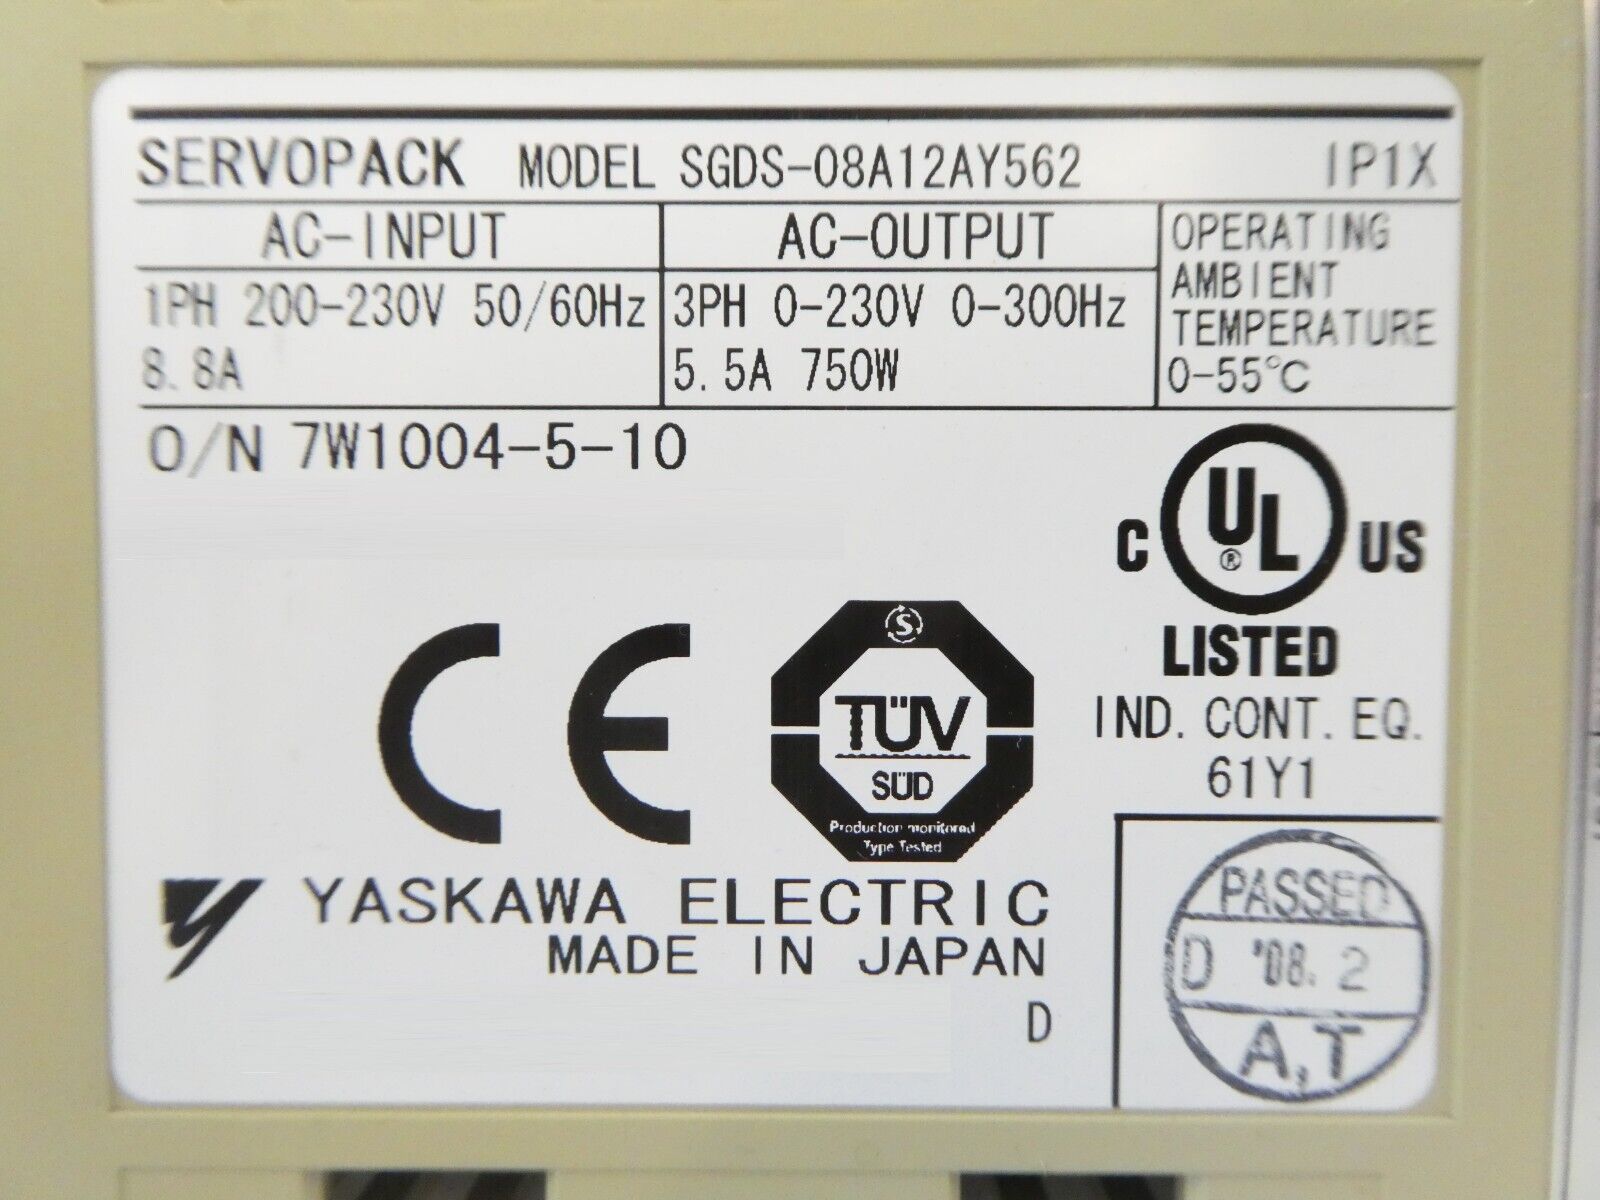 SERVOPACK MODEL SGDS-08A12AY562 IP1X
AC-INPUT AC-OUTPUT
1PH 200-230V 50/60Hz
8.8A
3PH 0-230V 0-300Hz
5.5A 750W
OPERATING
AMBIENT
TEMPERATURE
0-55°C
O/N 7W1004-5-10
C UL® US
LISTED
IND. CONT. EQ.
61Y1
CE
S
TÜV
SÜD
Production monitored
Type Tested
YASKAWA ELECTRIC
MADE IN JAPAN
D
PASSED
D '08. 2
A.T